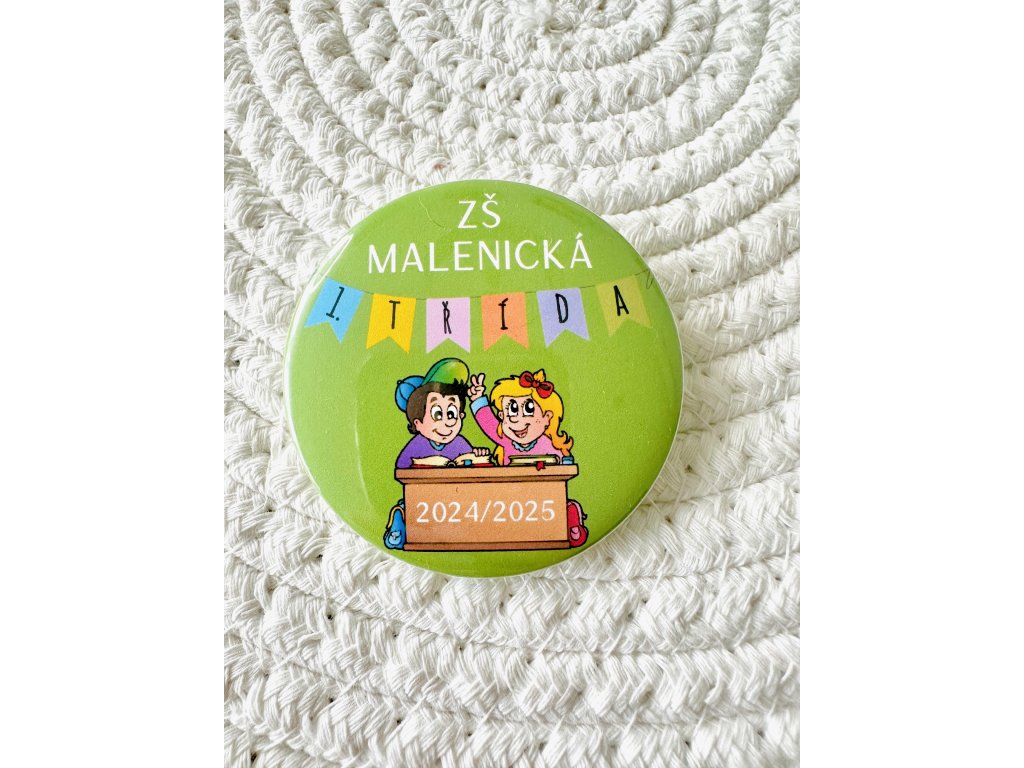 ZŠ
MALENICKÁ
1. TŘÍDA
2024/2025